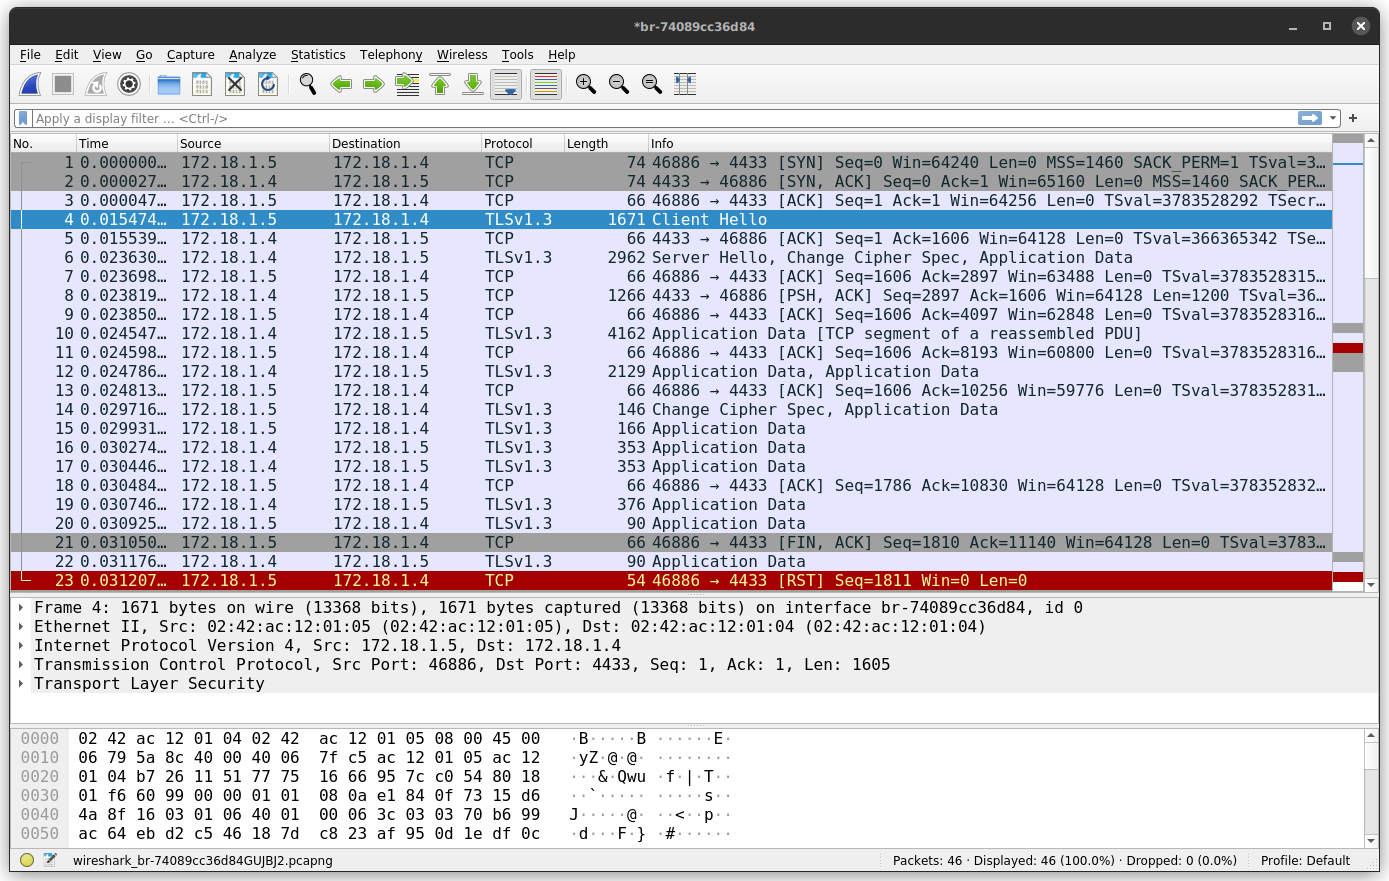 *br-74089cc36d84
File Edit View Go Capture Analyze Statistics Telephony Wireless Tools Help
Apply a display filter ... <Ctrl-/>
No. Time Source Destination Protocol Length Info
1 0.000000... 172.18.1.5 172.18.1.4 TCP 74 46886 → 4433 [SYN] Seq=0 Win=64240 Len=0 MSS=1460 SACK_PERM=1 TSval=3...
2 0.000027... 172.18.1.4 172.18.1.5 TCP 74 4433 → 46886 [SYN, ACK] Seq=0 Ack=1 Win=65160 Len=0 MSS=1460 SACK_PER...
3 0.000047... 172.18.1.5 172.18.1.4 TCP 66 46886 → 4433 [ACK] Seq=1 Ack=1 Win=64256 Len=0 TSval=3783528292 TSecr...
4 0.015474... 172.18.1.5 172.18.1.4 TLSv1.3 1671 Client Hello
5 0.015539... 172.18.1.4 172.18.1.5 TCP 66 4433 → 46886 [ACK] Seq=1 Ack=1606 Win=64128 Len=0 TSval=366365342 TSe...
6 0.023630... 172.18.1.4 172.18.1.5 TLSv1.3 2962 Server Hello, Change Cipher Spec, Application Data
7 0.023698... 172.18.1.5 172.18.1.4 TCP 66 46886 → 4433 [ACK] Seq=1606 Ack=2897 Win=63488 Len=0 TSval=3783528315...
8 0.023819... 172.18.1.4 172.18.1.5 TCP 1266 4433 → 46886 [PSH, ACK] Seq=2897 Ack=1606 Win=64128 Len=1200 TSval=36...
9 0.023850... 172.18.1.5 172.18.1.4 TCP 66 46886 → 4433 [ACK] Seq=1606 Ack=4097 Win=62848 Len=0 TSval=3783528316...
10 0.024547... 172.18.1.4 172.18.1.5 TLSv1.3 4162 Application Data [TCP segment of a reassembled PDU]
11 0.024598... 172.18.1.5 172.18.1.4 TCP 66 46886 → 4433 [ACK] Seq=1606 Ack=8193 Win=60800 Len=0 TSval=3783528316...
12 0.024786... 172.18.1.4 172.18.1.5 TLSv1.3 2129 Application Data, Application Data
13 0.024813... 172.18.1.5 172.18.1.4 TCP 66 46886 → 4433 [ACK] Seq=1606 Ack=10256 Win=59776 Len=0 TSval=378352831...
14 0.029716... 172.18.1.5 172.18.1.4 TLSv1.3 146 Change Cipher Spec, Application Data
15 0.029931... 172.18.1.5 172.18.1.4 TLSv1.3 166 Application Data
16 0.030274... 172.18.1.4 172.18.1.5 TLSv1.3 353 Application Data
17 0.030446... 172.18.1.4 172.18.1.5 TLSv1.3 353 Application Data
18 0.030484... 172.18.1.5 172.18.1.4 TCP 66 46886 → 4433 [ACK] Seq=1786 Ack=10830 Win=64128 Len=0 TSval=378352832...
19 0.030746... 172.18.1.4 172.18.1.5 TLSv1.3 376 Application Data
20 0.030925... 172.18.1.5 172.18.1.4 TLSv1.3 90 Application Data
21 0.031050... 172.18.1.5 172.18.1.4 TCP 66 46886 → 4433 [FIN, ACK] Seq=1810 Ack=11140 Win=64128 Len=0 TSval=3783...
22 0.031176... 172.18.1.4 172.18.1.5 TLSv1.3 90 Application Data
23 0.031207... 172.18.1.5 172.18.1.4 TCP 54 46886 → 4433 [RST] Seq=1811 Win=0 Len=0
Frame 4: 1671 bytes on wire (13368 bits), 1671 bytes captured (13368 bits) on interface br-74089cc36d84, id 0
Ethernet II, Src: 02:42:ac:12:01:05 (02:42:ac:12:01:05), Dst: 02:42:ac:12:01:04 (02:42:ac:12:01:04)
Internet Protocol Version 4, Src: 172.18.1.5, Dst: 172.18.1.4
Transmission Control Protocol, Src Port: 46886, Dst Port: 4433, Seq: 1, Ack: 1, Len: 1605
Transport Layer Security
0000 02 42 ac 12 01 04 02 42 ac 12 01 05 08 00 45 00 ·B·····B ······E·
0010 06 79 5a 8c 40 00 40 06 7f c5 ac 12 01 05 ac 12 ·yZ·@·@· ········
0020 01 04 b7 26 11 51 77 75 16 66 95 7c c0 54 80 18 ···&·Qwu ·f·|·T··
0030 01 f6 60 99 00 00 01 01 08 0a e1 84 0f 73 15 d6 ··`····· ·····s··
0040 4a 8f 16 03 01 06 40 01 00 06 3c 03 03 70 b6 99 J·····@· ··<··p··
0050 ac 64 eb d2 c5 46 18 7d c8 23 af 95 0d 1e df 0c ·d···F·} ·#······
wireshark_br-74089cc36d84GUJBJ2.pcapng Packets: 46 · Displayed: 46 (100.0%) · Dropped: 0 (0.0%) Profile: Default